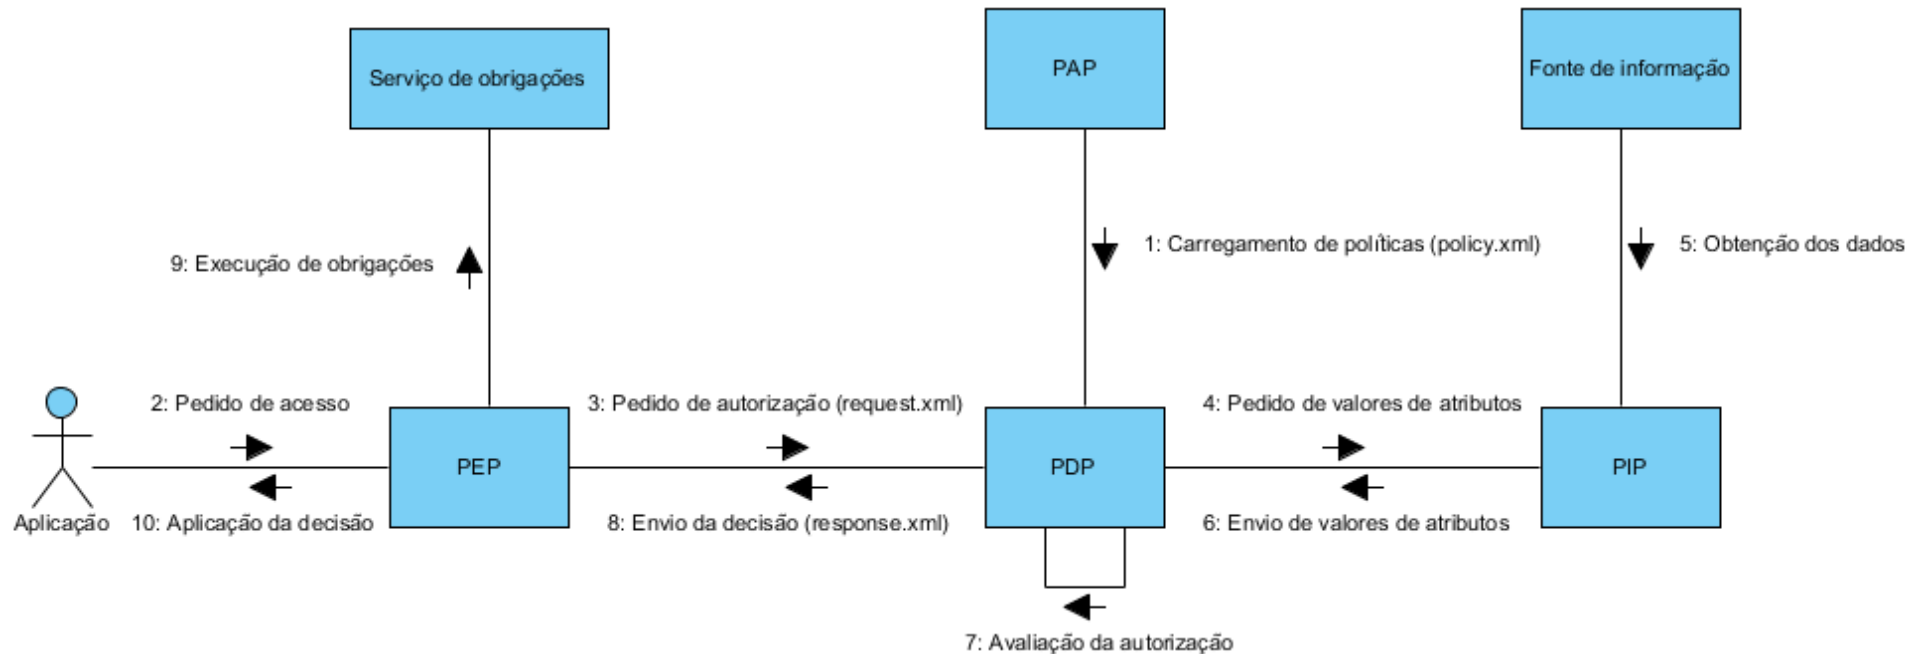 Serviço de obrigações
PAP
Fonte de informação
9: Execução de obrigações
1: Carregamento de políticas (policy.xml)
5: Obtenção dos dados
2: Pedido de acesso
3: Pedido de autorização (request.xml)
4: Pedido de valores de atributos
PEP
PDP
PIP
Aplicação
10: Aplicação da decisão
8: Envio da decisão (response.xml)
6: Envio de valores de atributos
7: Avaliação da autorização